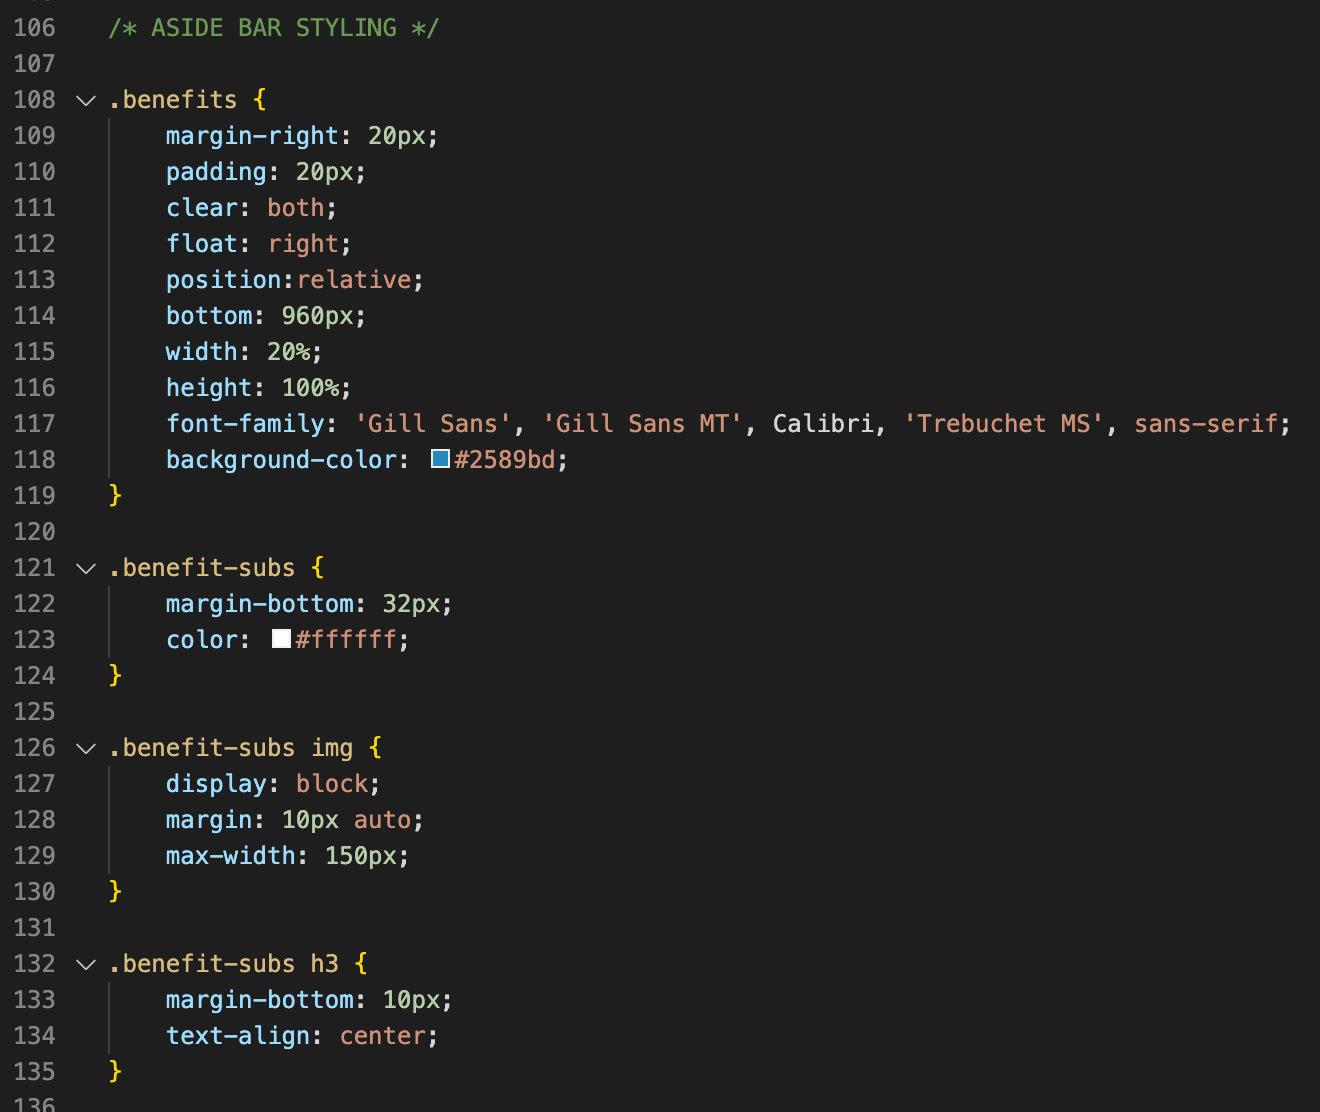 106 /* ASIDE BAR STYLING */
107
108 .benefits {
109 margin-right: 20px;
110 padding: 20px;
111 clear: both;
112 float: right;
113 position:relative;
114 bottom: 960px;
115 width: 20%;
116 height: 100%;
117 font-family: 'Gill Sans', 'Gill Sans MT', Calibri, 'Trebuchet MS', sans-serif;
118 background-color: #2589bd;
119 }
120
121 .benefit-subs {
122 margin-bottom: 32px;
123 color: #ffffff;
124 }
125
126 .benefit-subs img {
127 display: block;
128 margin: 10px auto;
129 max-width: 150px;
130 }
131
132 .benefit-subs h3 {
133 margin-bottom: 10px;
134 text-align: center;
135 }
136